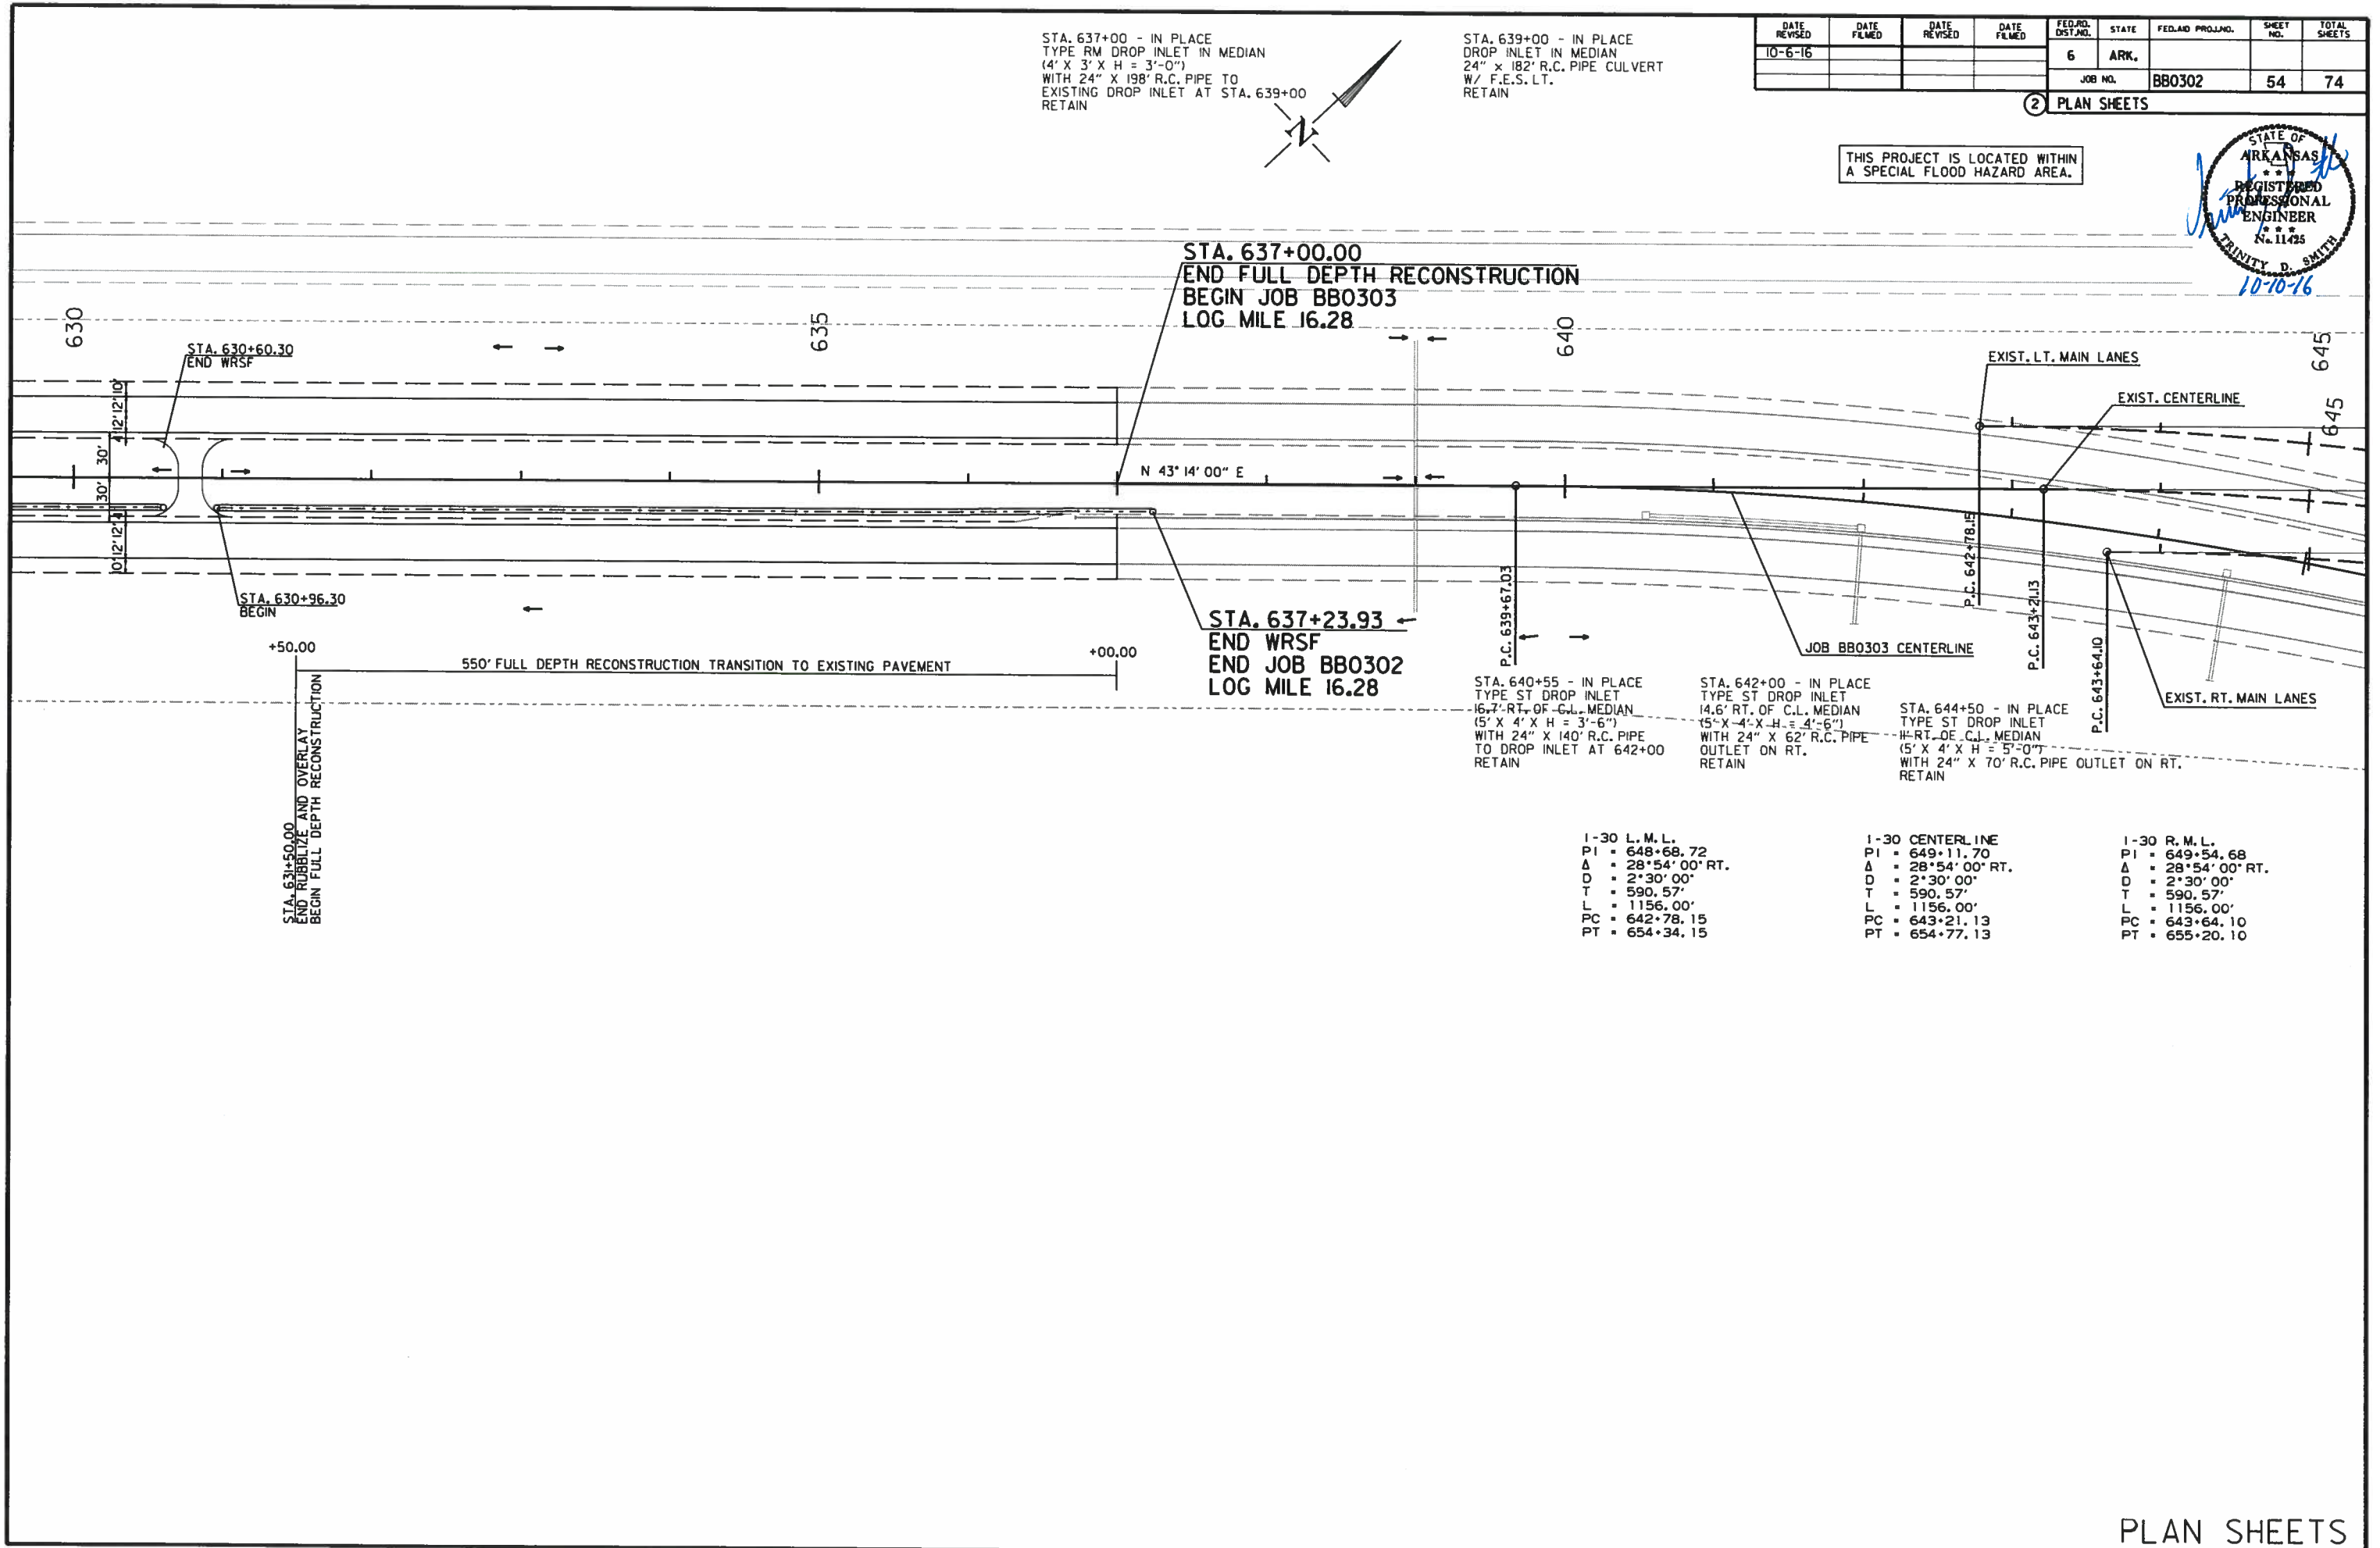 STA. 637+00 - IN PLACE
TYPE RM DROP INLET IN MEDIAN
(4' X 3' X H = 3'-0")
WITH 24" X 198' R.C. PIPE TO
EXISTING DROP INLET AT STA. 639+00
RETAIN
N
STA. 639+00 - IN PLACE
DROP INLET IN MEDIAN
24" x 182' R.C. PIPE CULVERT
W/ F.E.S. LT.
RETAIN
DATE REVISED
DATE FILMED
DATE REVISED
DATE FILMED
FED.RD. DIST.NO.
STATE
FED.AID PROJ.NO.
SHEET NO.
TOTAL SHEETS
10-6-16
6
ARK.
JOB NO.
BB0302
54
74
2 PLAN SHEETS
THIS PROJECT IS LOCATED WITHIN
A SPECIAL FLOOD HAZARD AREA.
STATE OF
ARKANSAS
* * *
REGISTERED
PROFESSIONAL
ENGINEER
* * *
No. 11425
TRINITY D. SMITH
10-10-16
STA. 637+00.00
END FULL DEPTH RECONSTRUCTION
BEGIN JOB BB0303
LOG MILE 16.28
630
635
640
645
645
STA. 630+60.30
END WRSF
EXIST. LT. MAIN LANES
EXIST. CENTERLINE
4'12'12'10'
30'
30'
10'12'12'4'
N 43° 14' 00" E
STA. 630+96.30
BEGIN
STA. 637+23.93
END WRSF
END JOB BB0302
LOG MILE 16.28
P.C. 639+67.03
P.C. 642+78.15
P.C. 643+21.13
P.C. 643+64.10
JOB BB0303 CENTERLINE
EXIST. RT. MAIN LANES
+50.00
550' FULL DEPTH RECONSTRUCTION TRANSITION TO EXISTING PAVEMENT
+00.00
STA. 631+50.00
END RUBBLIZE AND OVERLAY
BEGIN FULL DEPTH RECONSTRUCTION
STA. 640+55 - IN PLACE
TYPE ST DROP INLET
16.7' RT. OF C.L. MEDIAN
(5' X 4' X H = 3'-6")
WITH 24" X 140' R.C. PIPE
TO DROP INLET AT 642+00
RETAIN
STA. 642+00 - IN PLACE
TYPE ST DROP INLET
14.6' RT. OF C.L. MEDIAN
(5' X 4' X H = 4'-6")
WITH 24" X 62' R.C. PIPE
OUTLET ON RT.
RETAIN
STA. 644+50 - IN PLACE
TYPE ST DROP INLET
11' RT. OF C.L. MEDIAN
(5' X 4' X H = 5'-0")
WITH 24" X 70' R.C. PIPE OUTLET ON RT.
RETAIN
I-30 L.M.L.
PI = 648+68.72
Δ = 28°54'00" RT.
D = 2°30'00"
T = 590.57'
L = 1156.00'
PC = 642+78.15
PT = 654+34.15
I-30 CENTERLINE
PI = 649+11.70
Δ = 28°54'00" RT.
D = 2°30'00"
T = 590.57'
L = 1156.00'
PC = 643+21.13
PT = 654+77.13
I-30 R.M.L.
PI = 649+54.68
Δ = 28°54'00" RT.
D = 2°30'00"
T = 590.57'
L = 1156.00'
PC = 643+64.10
PT = 655+20.10
PLAN SHEETS